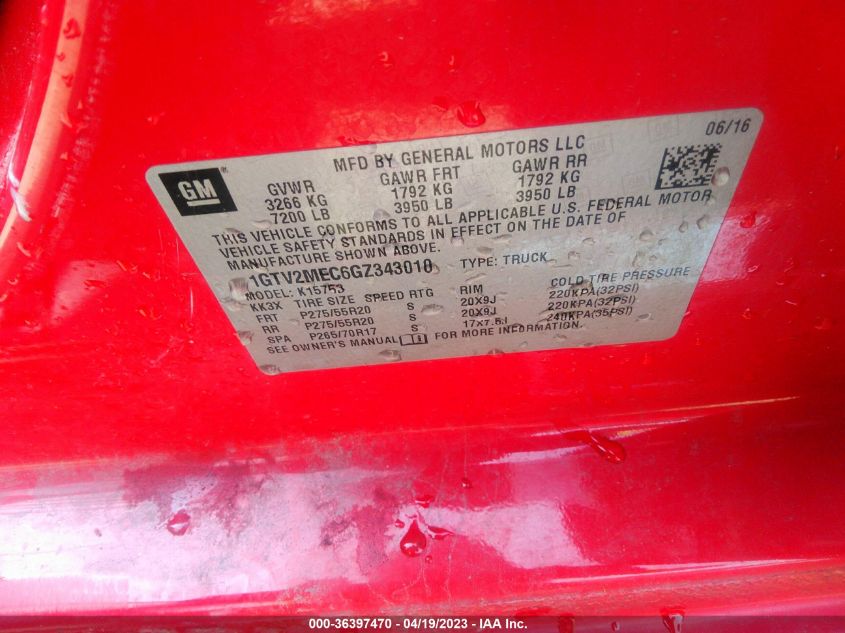 06/16
MFD BY GENERAL MOTORS LLC
GM
GVWR GAWR FRT GAWR RR
3266 KG 1792 KG 1792 KG
7200 LB 3950 LB 3950 LB
THIS VEHICLE CONFORMS TO ALL APPLICABLE U.S. FEDERAL MOTOR
VEHICLE SAFETY STANDARDS IN EFFECT ON THE DATE OF
MANUFACTURE SHOWN ABOVE.
1GTV2MEC6GZ343010 TYPE: TRUCK
MODEL: K15753
KK3X TIRE SIZE SPEED RTG RIM COLD TIRE PRESSURE
FRT P275/55R20 S 20X9J 220KPA(32PSI)
RR P275/55R20 S 20X9J 220KPA(32PSI)
SPA P265/70R17 S 17X7.5J 240KPA(35PSI)
SEE OWNER'S MANUAL FOR MORE INFORMATION.
000-36397470 - 04/19/2023 - IAA Inc.